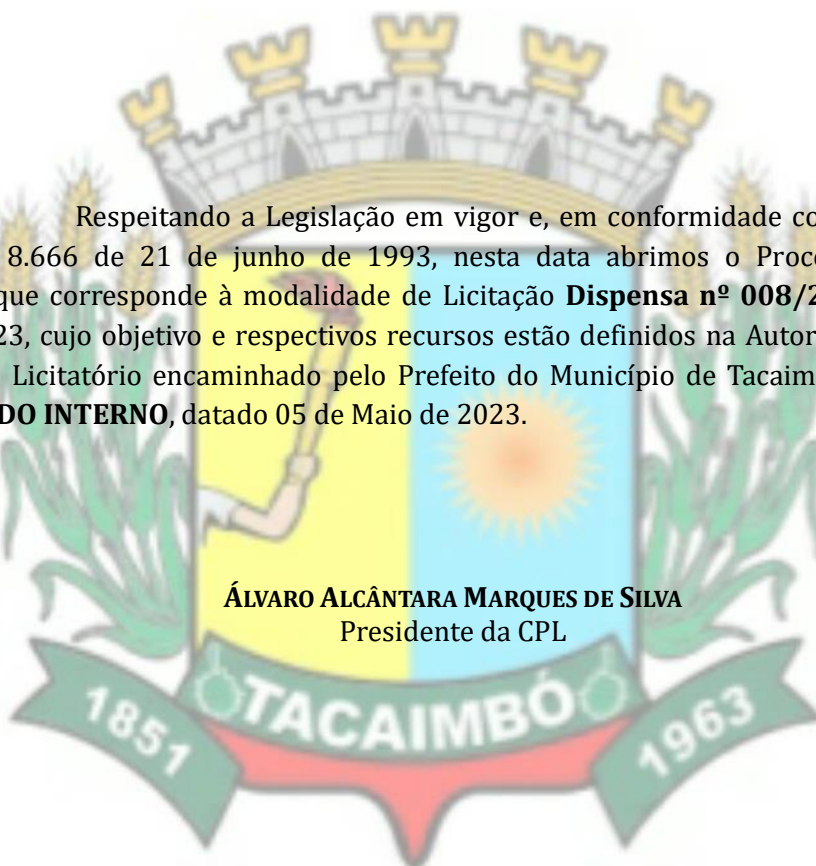 Respeitando a Legislação em vigor e, em conformidade co
8.666 de 21 de junho de 1993, nesta data abrimos o Proc
que corresponde à modalidade de Licitação Dispensa nº 008/2
23, cujo objetivo e respectivos recursos estão definidos na Autor
Licitatório encaminhado pelo Prefeito do Município de Tacaim
DO INTERNO, datado 05 de Maio de 2023.
ÁLVARO ALCÂNTARA MARQUES DE SILVA
Presidente da CPL
TACAIMBÓ
1851
1963